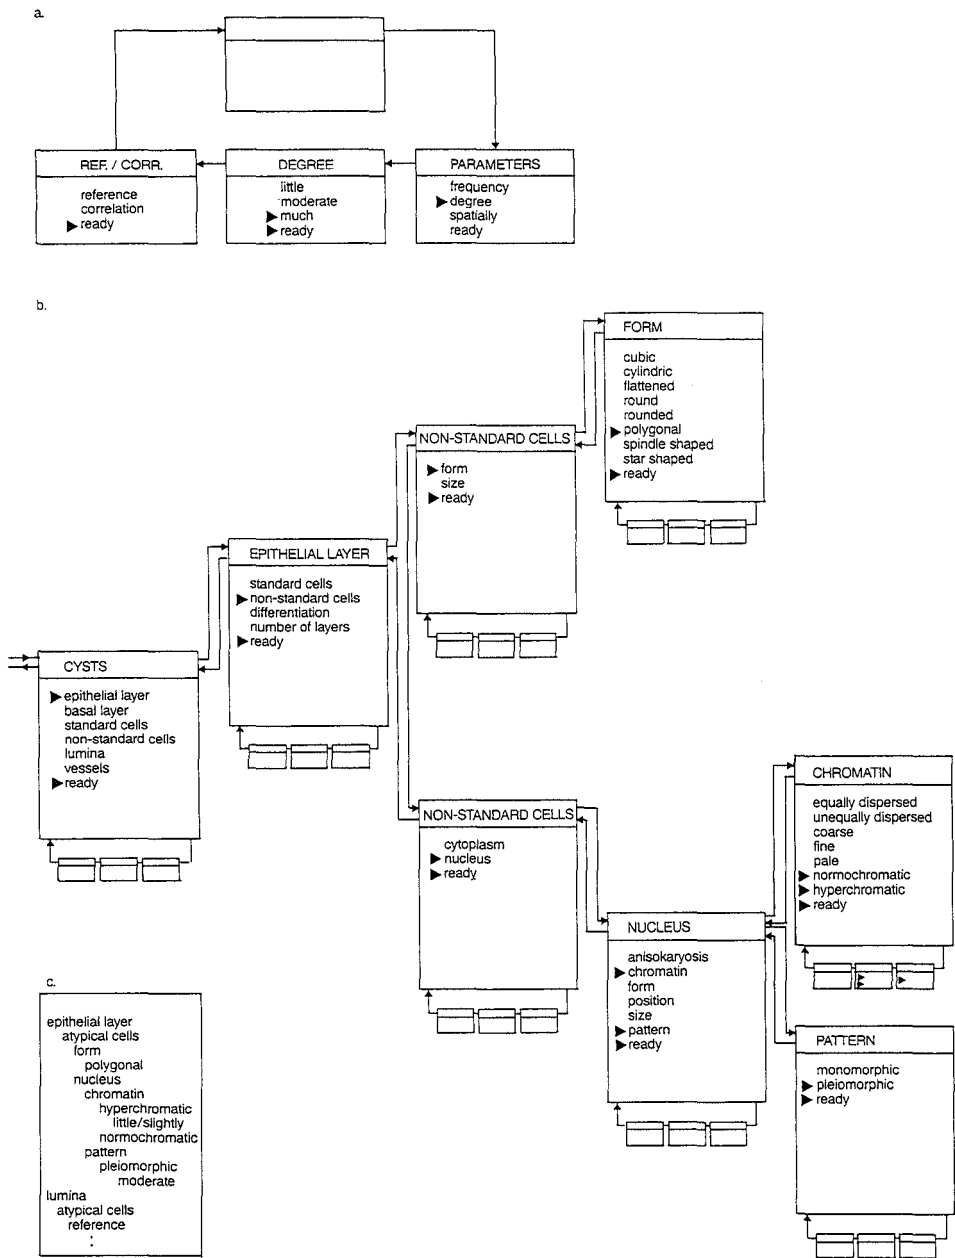 a.
REF. / CORR.
reference
correlation
▶ ready
DEGREE
little
moderate
▶ much
▶ ready
PARAMETERS
frequency
▶ degree
spatially
ready
b.
FORM
cubic
cylindric
flattened
round
rounded
▶ polygonal
spindle shaped
star shaped
▶ ready
NON-STANDARD CELLS
▶ form
size
▶ ready
EPITHELIAL LAYER
standard cells
▶ non-standard cells
differentiation
number of layers
▶ ready
CYSTS
▶ epithelial layer
basal layer
standard cells
non-standard cells
lumina
vessels
▶ ready
NON-STANDARD CELLS
cytoplasm
▶ nucleus
▶ ready
NUCLEUS
anisokaryosis
▶ chromatin
form
position
size
▶ pattern
▶ ready
CHROMATIN
equally dispersed
unequally dispersed
coarse
fine
pale
▶ normochromatic
▶ hyperchromatic
▶ ready
PATTERN
monomorphic
▶ pleiomorphic
▶ ready
c.
epithelial layer
atypical cells
form
polygonal
nucleus
chromatin
hyperchromatic
little/slightly
normochromatic
pattern
pleiomorphic
moderate
lumina
atypical cells
reference
⋮